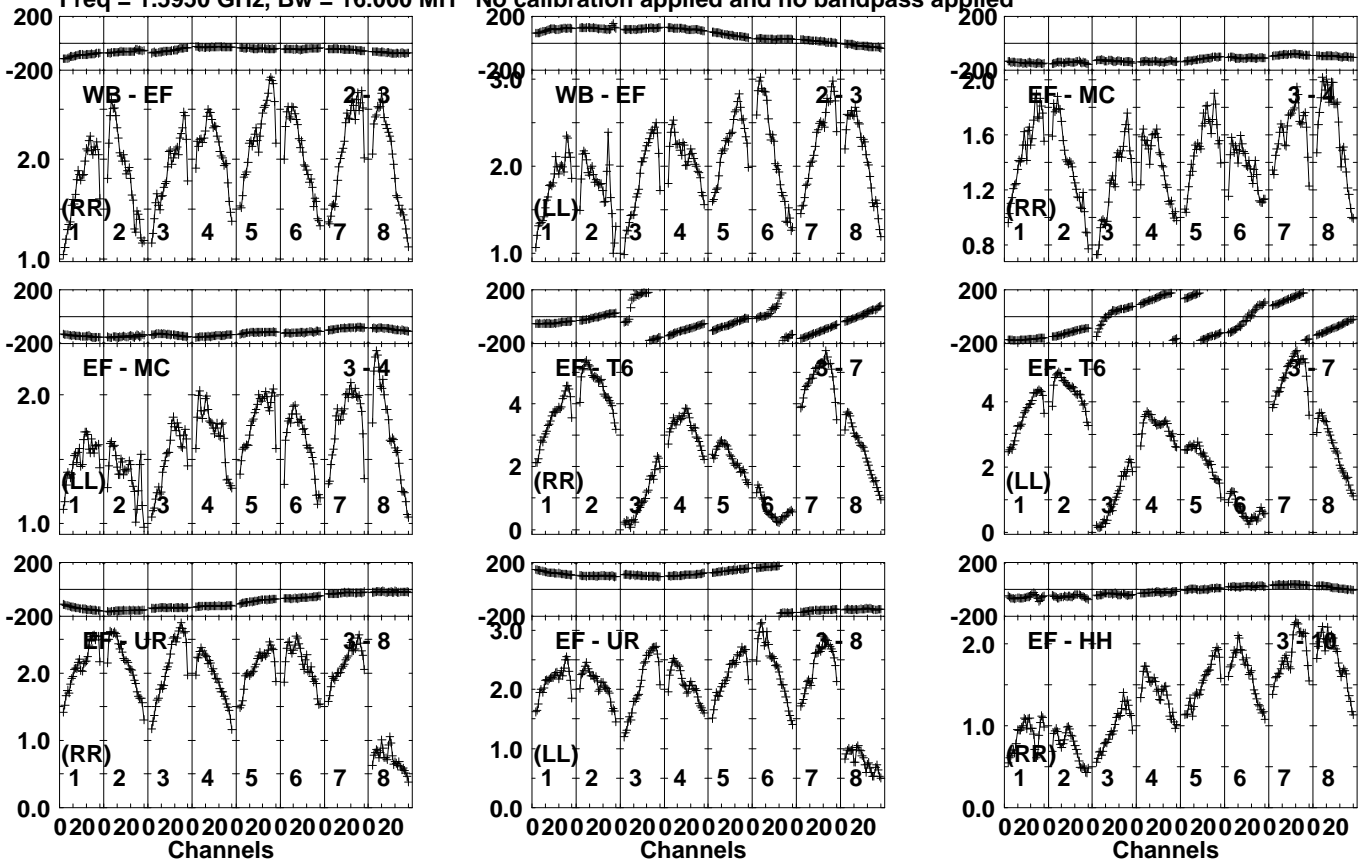 Freq = 1.5950 GHz, Bw = 16.000 MH No calibration applied and no bandpass applied
200 200 200
-200 -200 -200
WB - EF 2 - 3 3.0 WB - EF 2 - 3 2.0 EF - MC 3 - 4
2.0 2.0 1.6
1.2
(RR) (LL) (RR)
1 2 3 4 5 6 7 8 1 2 3 4 5 6 7 8 1 2 3 4 5 6 7 8
1.0 1.0 0.8
200 200 200
-200 -200 -200
EF - MC 3 - 4 EF - T6 3 - 7 EF - T6 3 - 7
2.0 4 4
2 2
(LL) (RR) (LL)
1 2 3 4 5 6 7 8 1 2 3 4 5 6 7 8 1 2 3 4 5 6 7 8
1.0 0 0
200 200 200
-200 -200 -200
EF - UR 3 - 8 3.0 EF - UR 3 - 8 EF - HH 3 - 10
2.0 2.0 2.0
1.0 1.0 1.0
(RR) (LL) (RR)
1 2 3 4 5 6 7 8 1 2 3 4 5 6 7 8 1 2 3 4 5 6 7 8
0.0 0.0 0.0
0 20 0 20 0 20 0 20 0 20 0 20 0 20 0 20 0 20 0 20 0 20 0 20 0 20 0 20 0 20 0 20 0 20 0 20 0 20 0 20 0 20 0 20 0 20 0 20
Channels Channels Channels